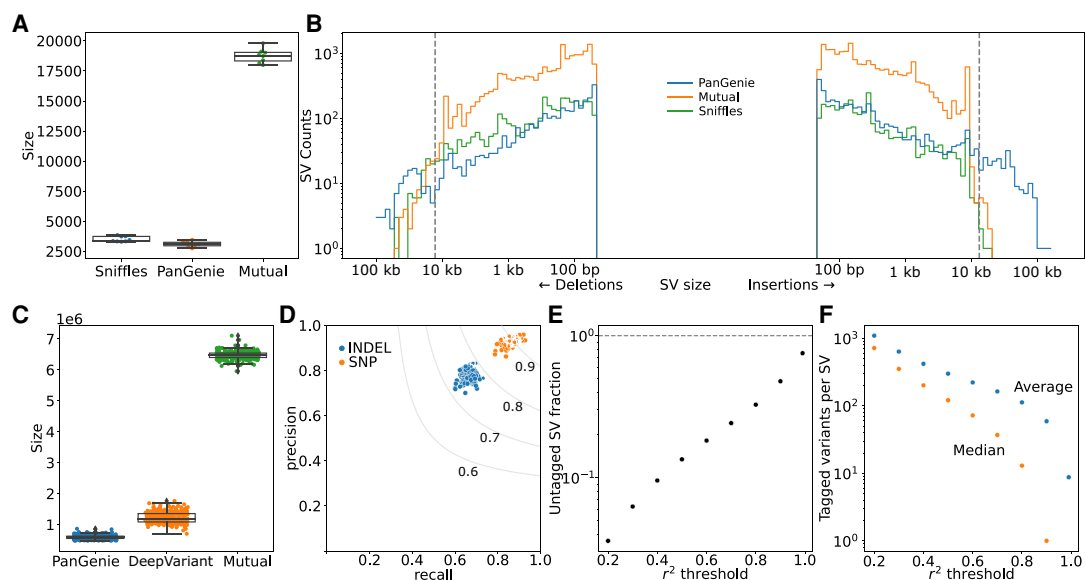 A
Size
20000
17500
15000
12500
10000
7500
5000
2500
Sniffles PanGenie Mutual
B
SV Counts
10³
10²
10¹
10⁰
PanGenie
Mutual
Sniffles
100 kb 10 kb 1 kb 100 bp 100 bp 1 kb 10 kb 100 kb
← Deletions SV size Insertions →
C
1e6
Size
7
6
5
4
3
2
1
PanGenie DeepVariant Mutual
D
precision
1.0
0.8
0.6
0.4
0.2
INDEL
SNP
0.9
0.8
0.7
0.6
0.2 0.4 0.6 0.8 1.0
recall
E
Untagged SV fraction
10⁰
10⁻¹
0.2 0.4 0.6 0.8 1.0
r² threshold
F
Tagged variants per SV
10³
10²
10¹
10⁰
Average
Median
0.2 0.4 0.6 0.8 1.0
r² threshold